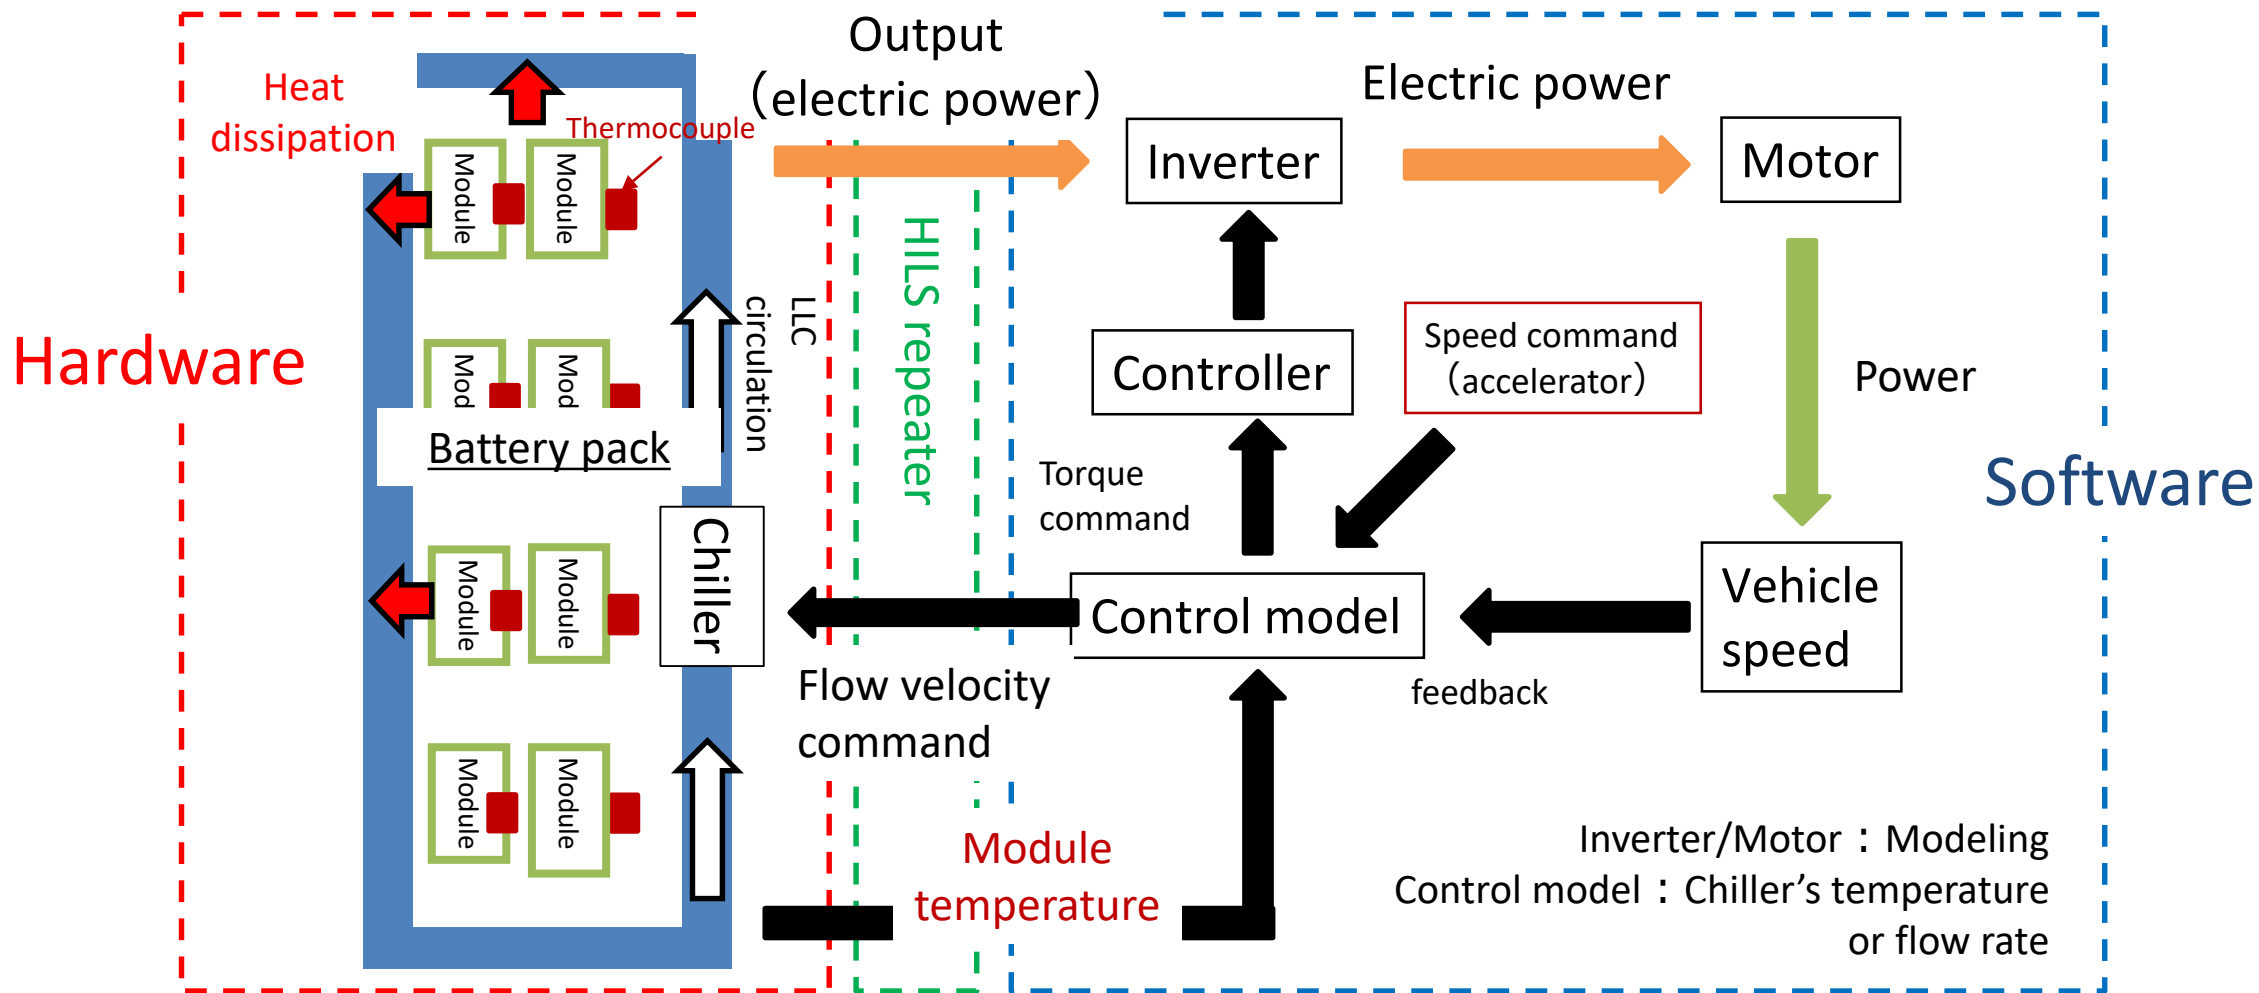 Output
（electric power）
Electric power
Heat
dissipation
Thermocouple
Module
Module
Inverter
Motor
HILS repeater
LLC
circulation
Hardware
Mod
Mod
Controller
Speed command
（accelerator）
Power
Battery pack
Torque
command
Software
Chiller
Module
Module
Control model
Vehicle
speed
Flow velocity
command
feedback
Module
Module
Module
temperature
Inverter/Motor：Modeling
Control model：Chiller’s temperature
or flow rate